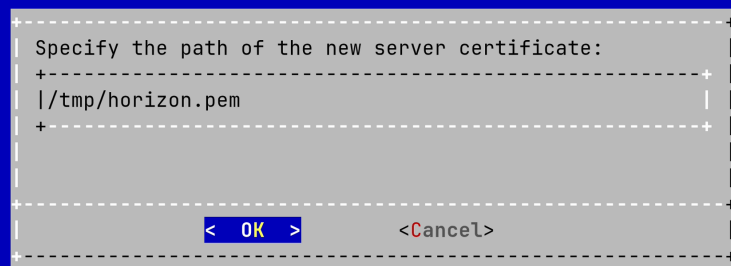 Specify the path of the new server certificate:
/tmp/horizon.pem
< OK > <Cancel>